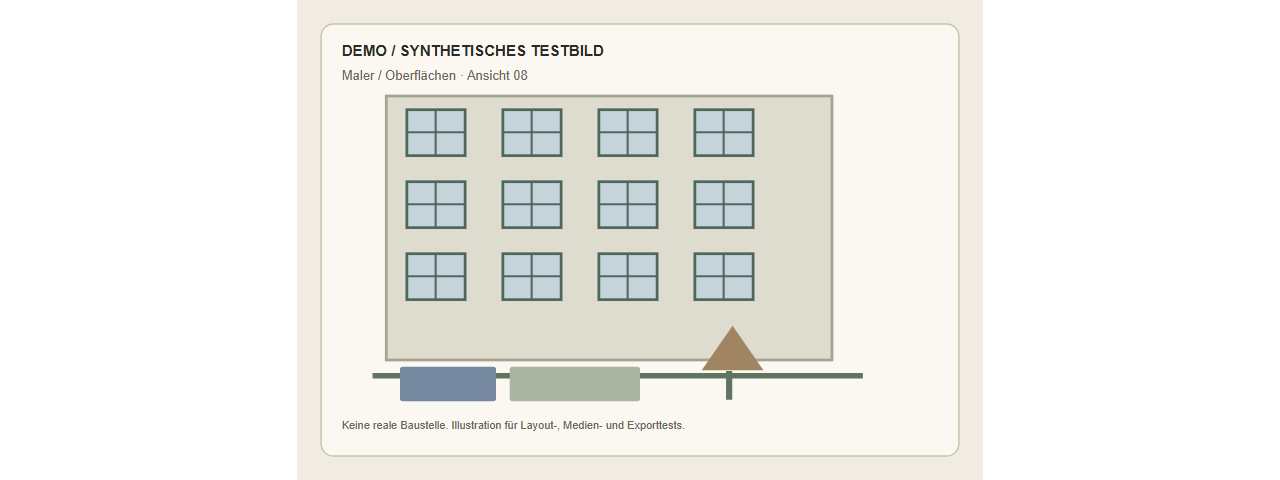 DEMO / SYNTHETISCHES TESTBILD
Maler / Oberflächen · Ansicht 08
Keine reale Baustelle. Illustration für Layout-, Medien- und Exporttests.